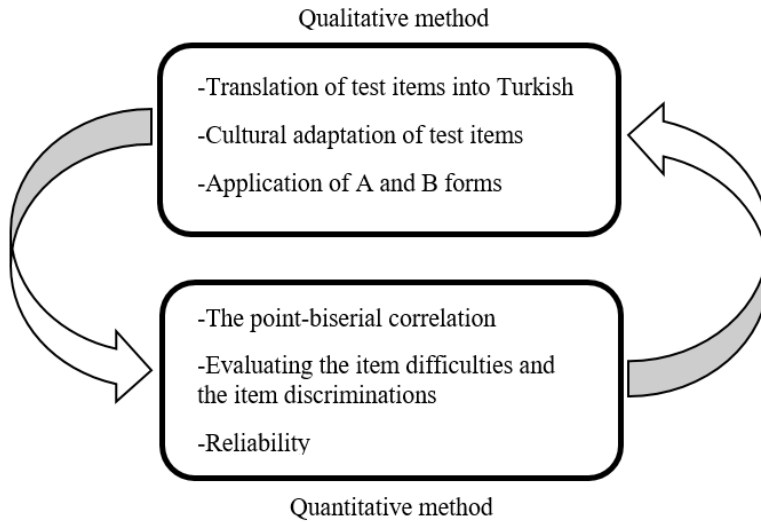 Qualitative method
-Translation of test items into Turkish
-Cultural adaptation of test items
-Application of A and B forms
-The point-biserial correlation
-Evaluating the item difficulties and
the item discriminations
-Reliability
Quantitative method